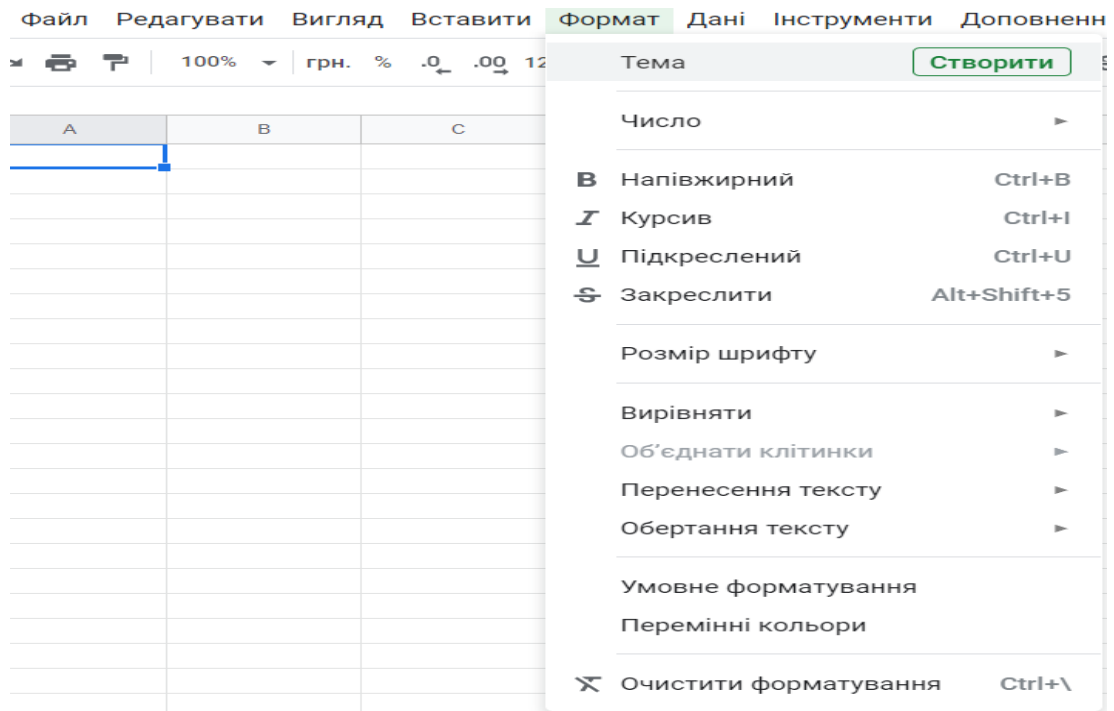 Файл Редагувати Вигляд Вставити Формат Дані Інструменти Доповненн
100% грн. % .0 .00 12
Тема Створити
A B C
Число
B Напівжирний Ctrl+B
I Курсив Ctrl+I
U Підкреслений Ctrl+U
S Закреслити Alt+Shift+5
Розмір шрифту
Вирівняти
Об’єднати клітинки
Перенесення тексту
Обертання тексту
Умовне форматування
Перемінні кольори
Очистити форматування Ctrl+\